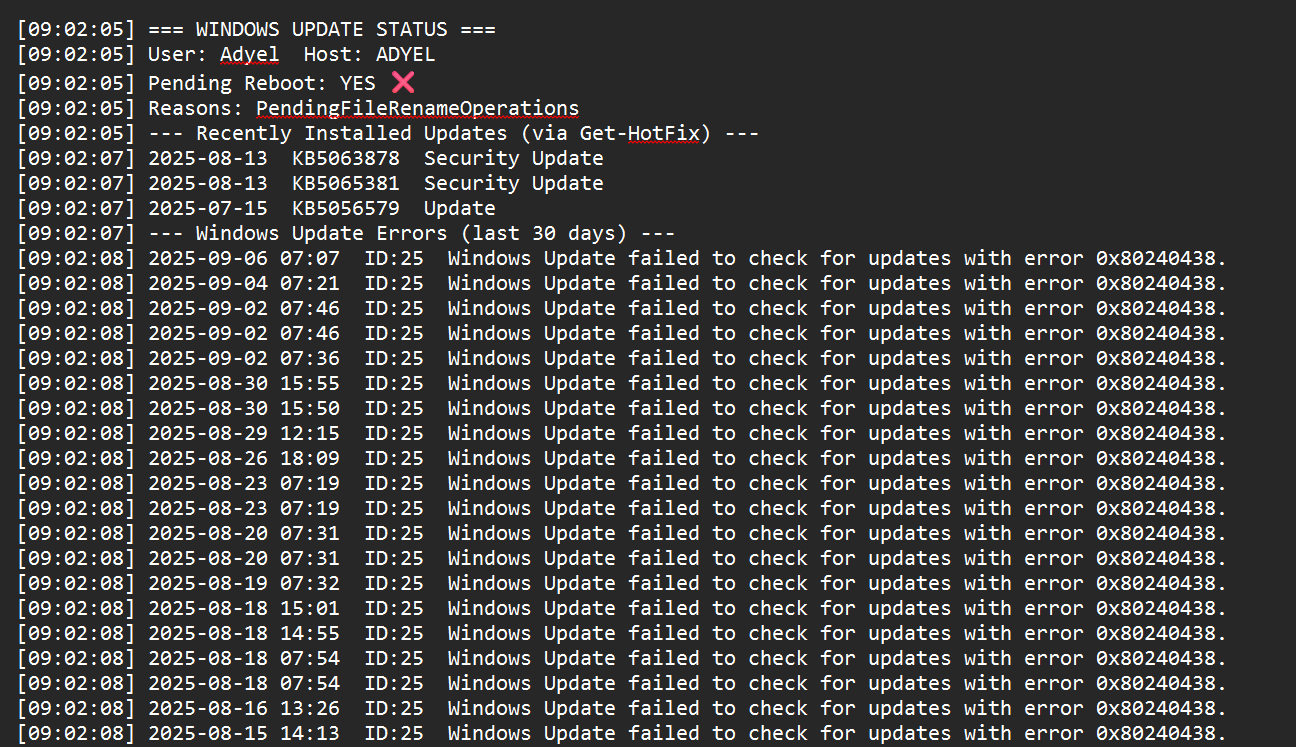 [09:02:05] === WINDOWS UPDATE STATUS ===
[09:02:05] User: Adyel  Host: ADYEL
[09:02:05] Pending Reboot: YES ❌
[09:02:05] Reasons: PendingFileRenameOperations
[09:02:05] --- Recently Installed Updates (via Get-HotFix) ---
[09:02:07] 2025-08-13  KB5063878  Security Update
[09:02:07] 2025-08-13  KB5065381  Security Update
[09:02:07] 2025-07-15  KB5056579  Update
[09:02:07] --- Windows Update Errors (last 30 days) ---
[09:02:08] 2025-09-06 07:07  ID:25  Windows Update failed to check for updates with error 0x80240438.
[09:02:08] 2025-09-04 07:21  ID:25  Windows Update failed to check for updates with error 0x80240438.
[09:02:08] 2025-09-02 07:46  ID:25  Windows Update failed to check for updates with error 0x80240438.
[09:02:08] 2025-09-02 07:46  ID:25  Windows Update failed to check for updates with error 0x80240438.
[09:02:08] 2025-09-02 07:36  ID:25  Windows Update failed to check for updates with error 0x80240438.
[09:02:08] 2025-08-30 15:55  ID:25  Windows Update failed to check for updates with error 0x80240438.
[09:02:08] 2025-08-30 15:50  ID:25  Windows Update failed to check for updates with error 0x80240438.
[09:02:08] 2025-08-29 12:15  ID:25  Windows Update failed to check for updates with error 0x80240438.
[09:02:08] 2025-08-26 18:09  ID:25  Windows Update failed to check for updates with error 0x80240438.
[09:02:08] 2025-08-23 07:19  ID:25  Windows Update failed to check for updates with error 0x80240438.
[09:02:08] 2025-08-23 07:19  ID:25  Windows Update failed to check for updates with error 0x80240438.
[09:02:08] 2025-08-20 07:31  ID:25  Windows Update failed to check for updates with error 0x80240438.
[09:02:08] 2025-08-20 07:31  ID:25  Windows Update failed to check for updates with error 0x80240438.
[09:02:08] 2025-08-19 07:32  ID:25  Windows Update failed to check for updates with error 0x80240438.
[09:02:08] 2025-08-18 15:01  ID:25  Windows Update failed to check for updates with error 0x80240438.
[09:02:08] 2025-08-18 14:55  ID:25  Windows Update failed to check for updates with error 0x80240438.
[09:02:08] 2025-08-18 07:54  ID:25  Windows Update failed to check for updates with error 0x80240438.
[09:02:08] 2025-08-18 07:54  ID:25  Windows Update failed to check for updates with error 0x80240438.
[09:02:08] 2025-08-16 13:26  ID:25  Windows Update failed to check for updates with error 0x80240438.
[09:02:08] 2025-08-15 14:13  ID:25  Windows Update failed to check for updates with error 0x80240438.